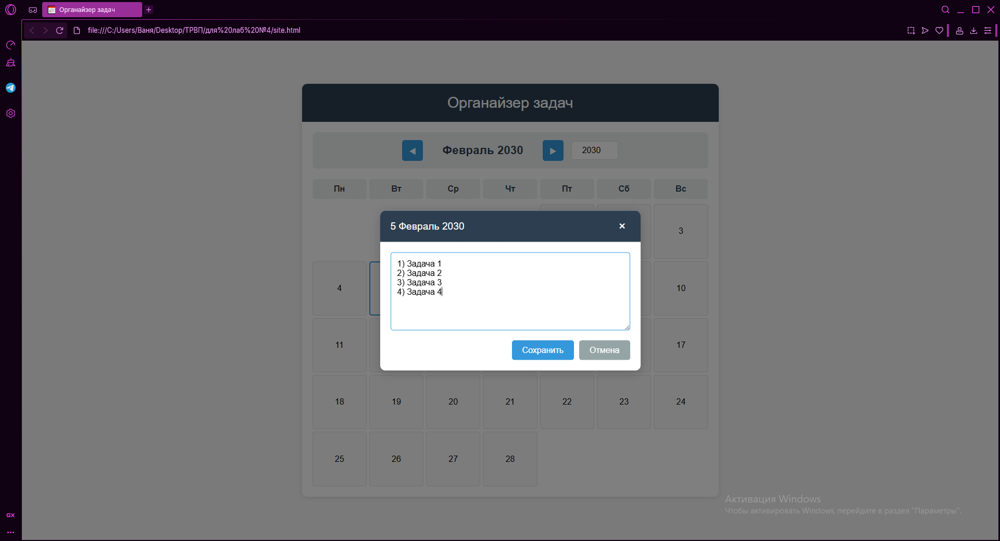 Органайзер задач
file:///C:/Users/Ваня/Desktop/ТРВП/для%20лаб%20№4/site.html
Органайзер задач
◀ Февраль 2030 ▶ 2030
Пн Вт Ср Чт Пт Сб Вс
3
5 Февраль 2030 ×
1) Задача 1
2) Задача 2
3) Задача 3
4) Задача 4
Сохранить Отмена
4 10
11 17
18 19 20 21 22 23 24
25 26 27 28
Активация Windows
Чтобы активировать Windows, перейдите в раздел "Параметры".
GX